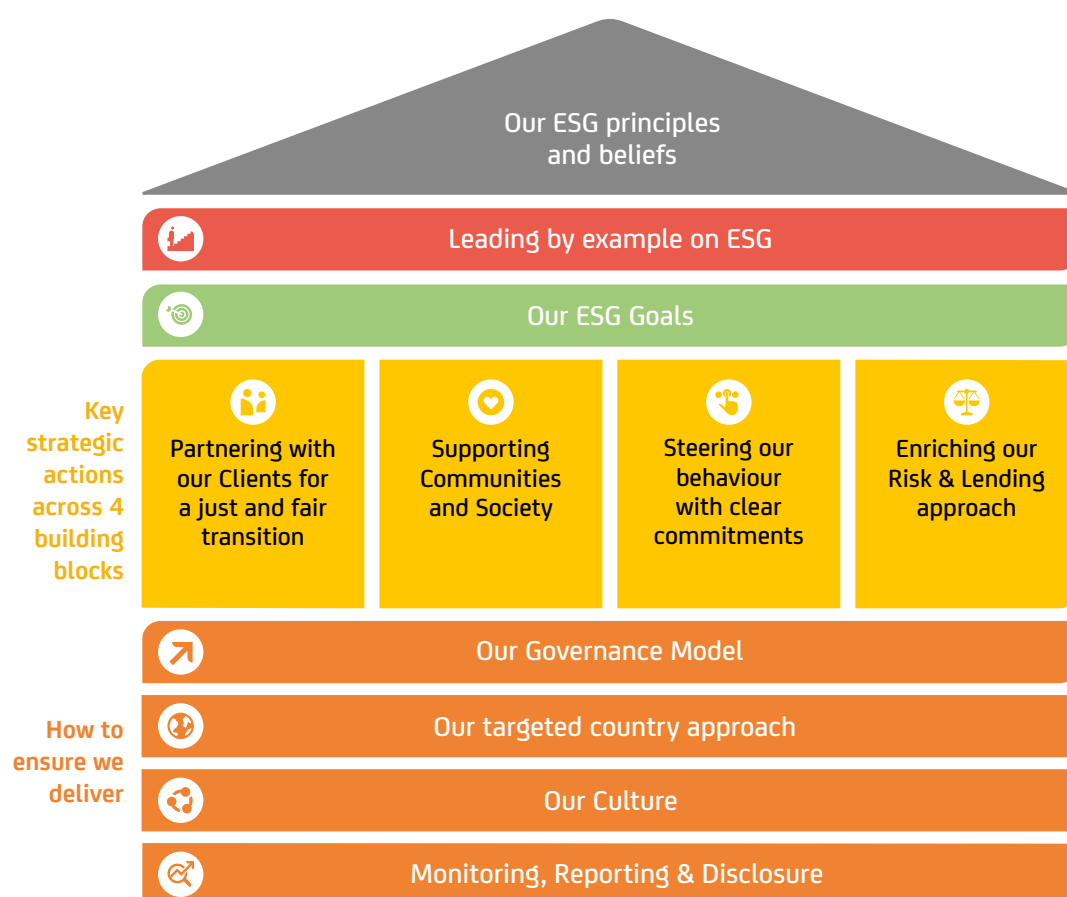 Our ESG principles
and beliefs
Leading by example on ESG
Our ESG Goals
Key
strategic
actions
across 4
building
blocks
Partnering with
our Clients for
a just and fair
transition
Supporting
Communities
and Society
Steering our
behaviour
with clear
commitments
Enriching our
Risk & Lending
approach
How to
ensure we
deliver
Our Governance Model
Our targeted country approach
Our Culture
Monitoring, Reporting & Disclosure